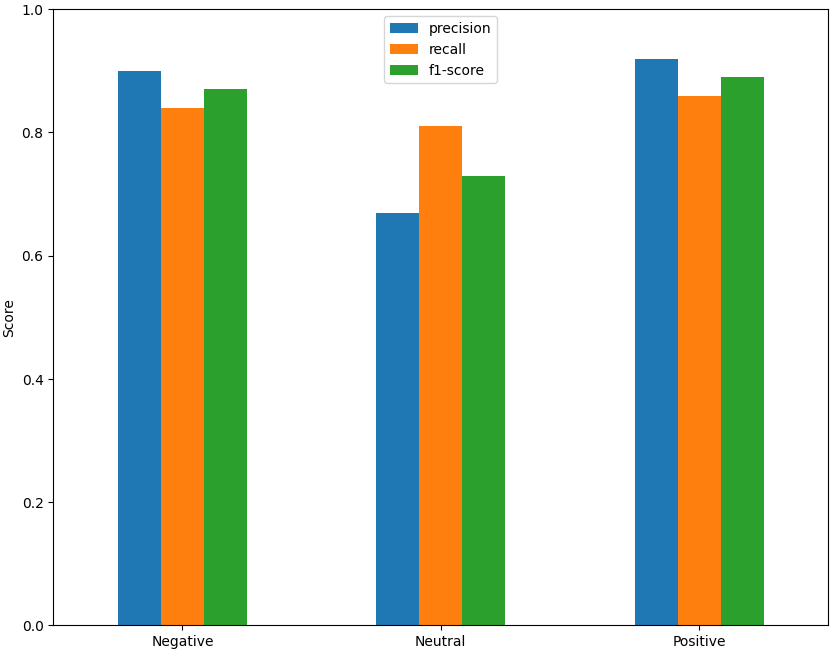 1.0
precision
recall
f1-score
0.8
0.6
Score
0.4
0.2
0.0
Negative Neutral Positive